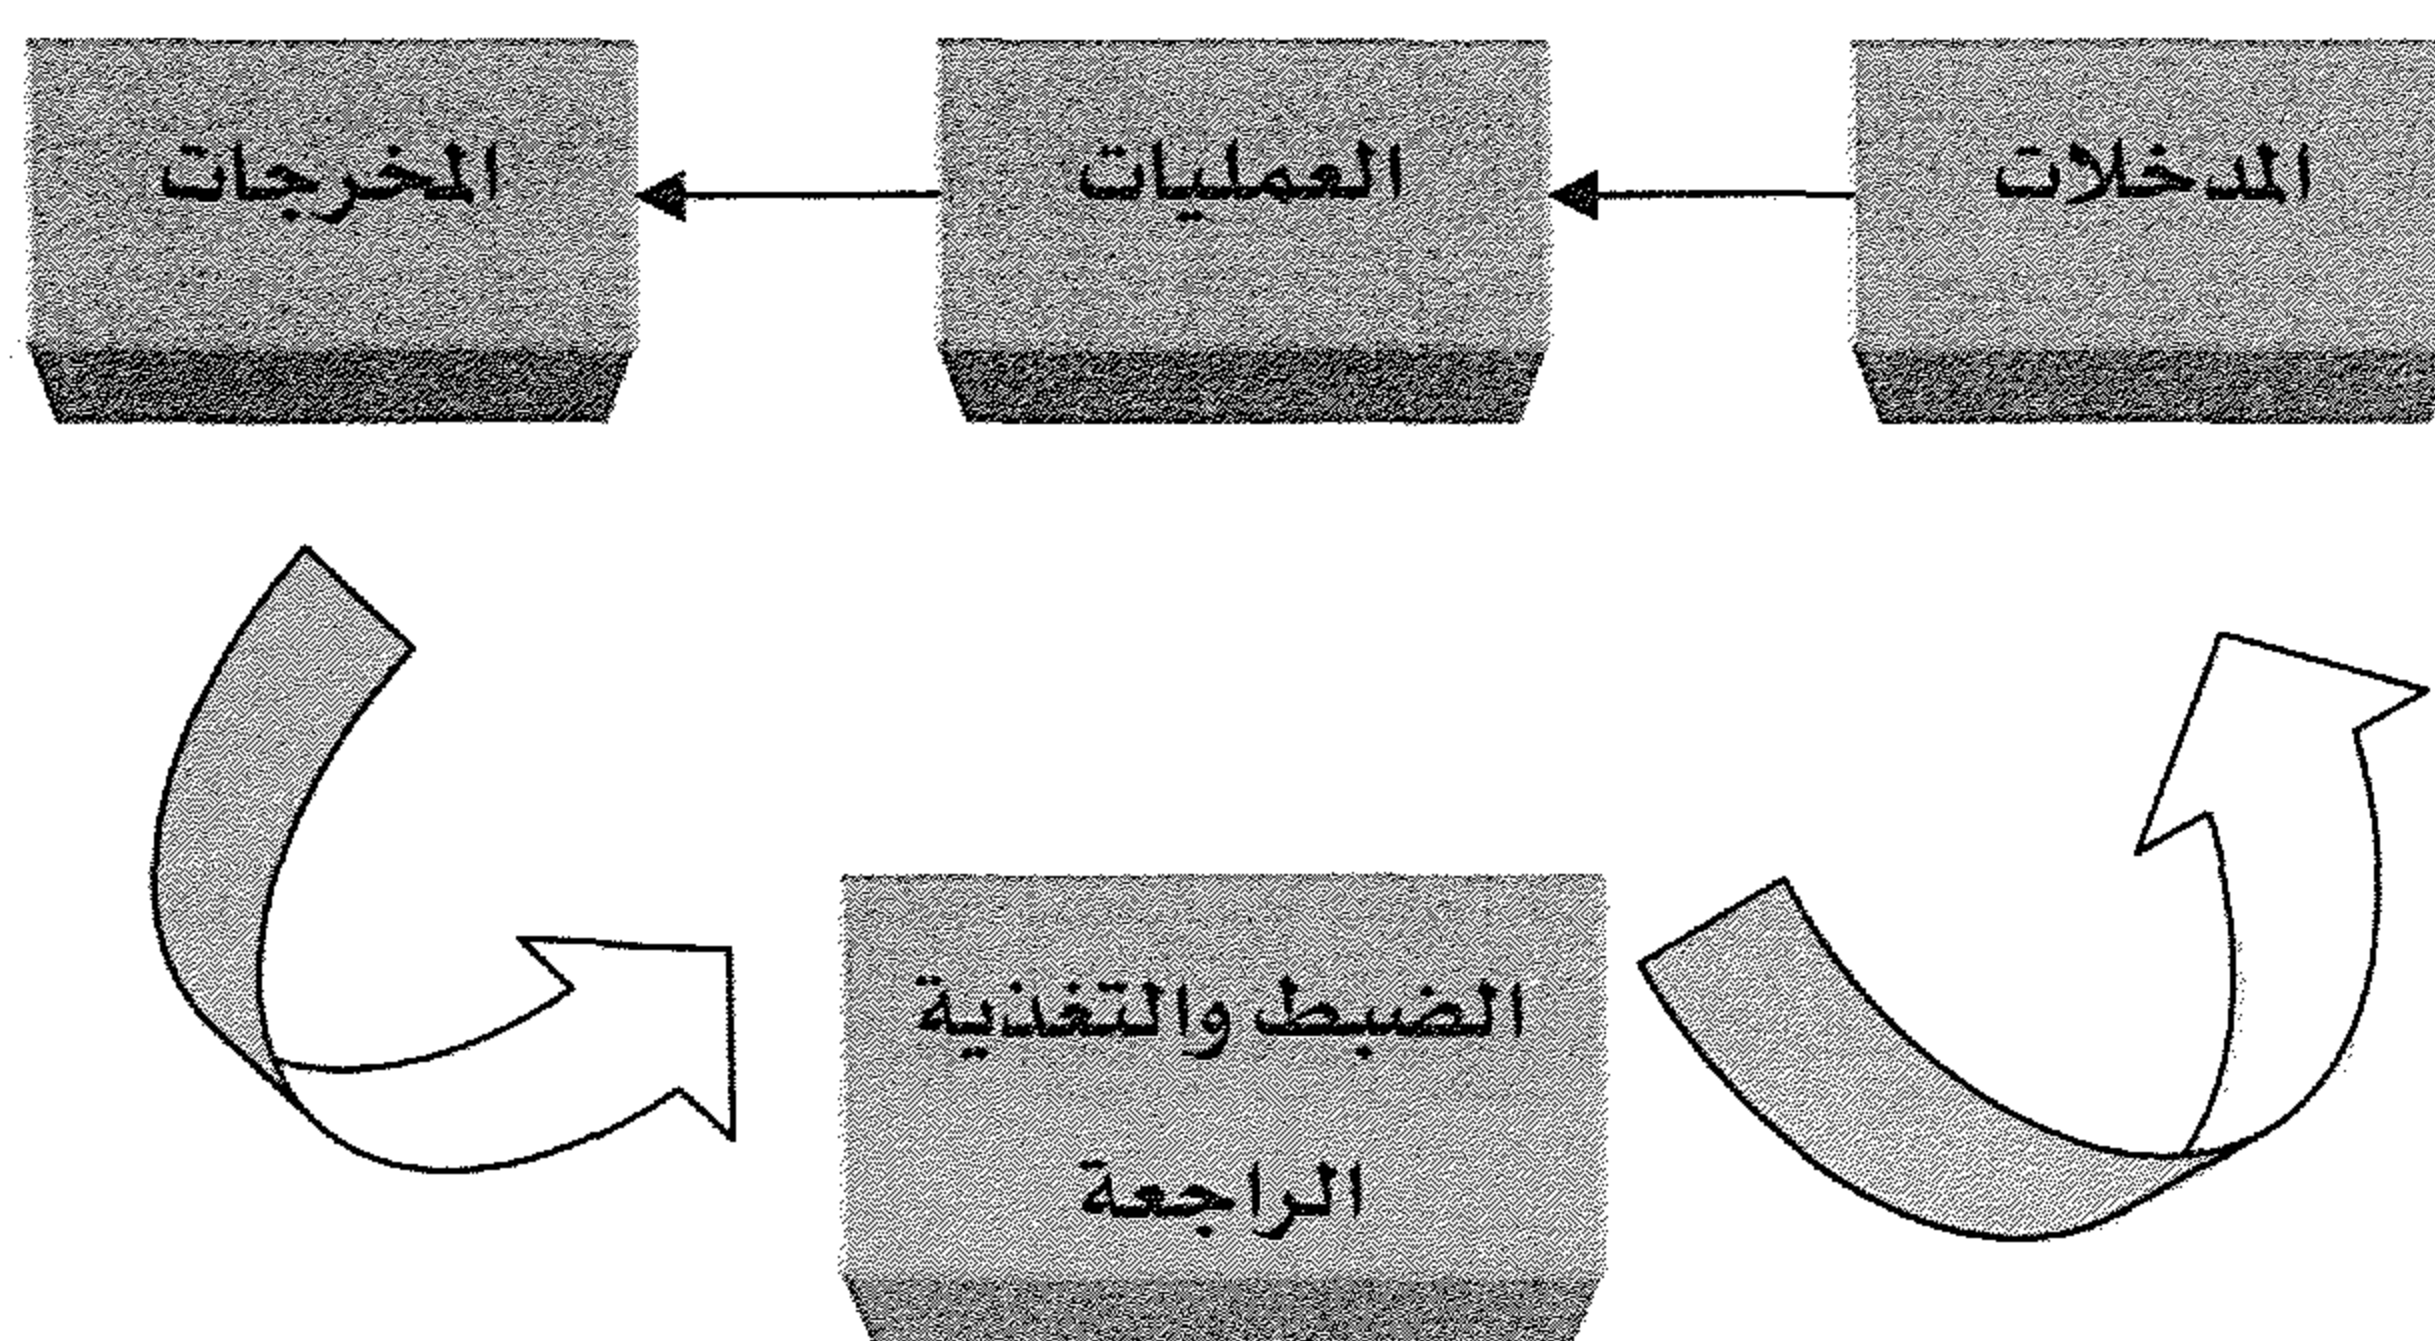 المدخلات
العمليات
المخرجات
الضبط والتغذية
الراجعة